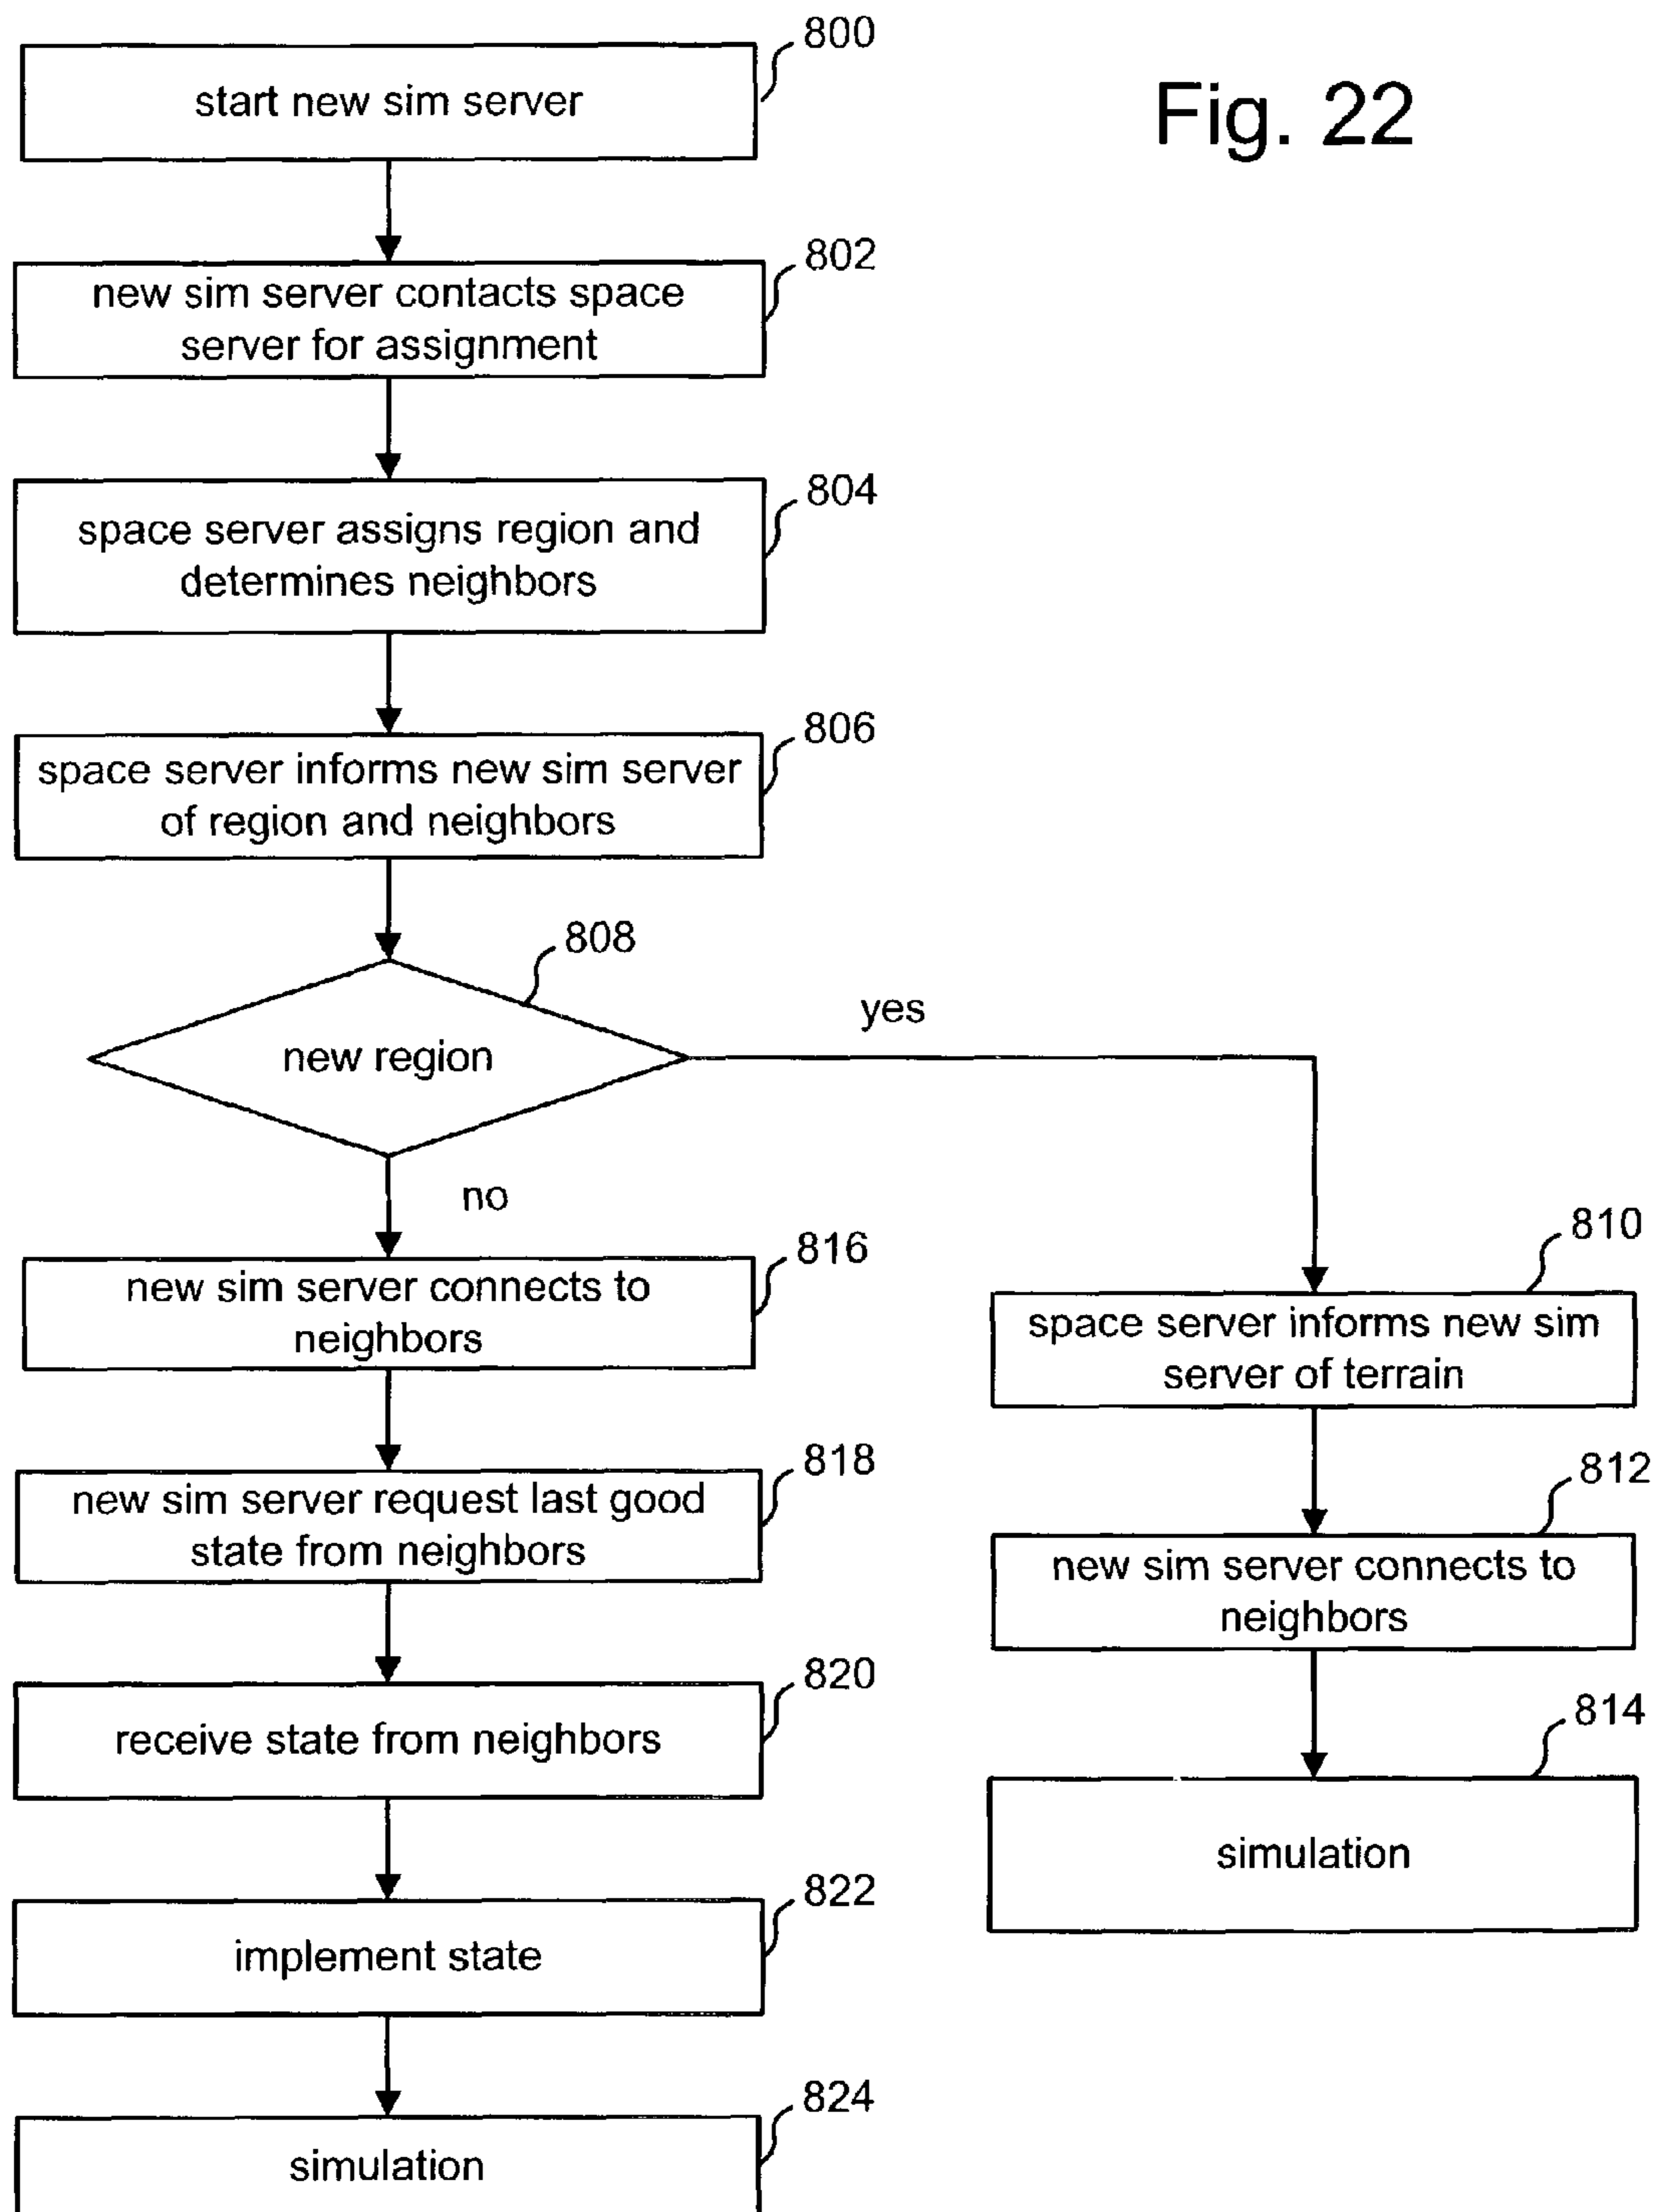 800
Fig. 22
start new sim server
802
new sim server contacts space
server for assignment
804
space server assigns region and
determines neighbors
806
space server informs new sim server
of region and neighbors
808
new region
yes
no
816
new sim server connects to
neighbors
818
new sim server request last good
state from neighbors
820
receive state from neighbors
822
implement state
824
simulation
810
space server informs new sim
server of terrain
812
new sim server connects to
neighbors
814
simulation